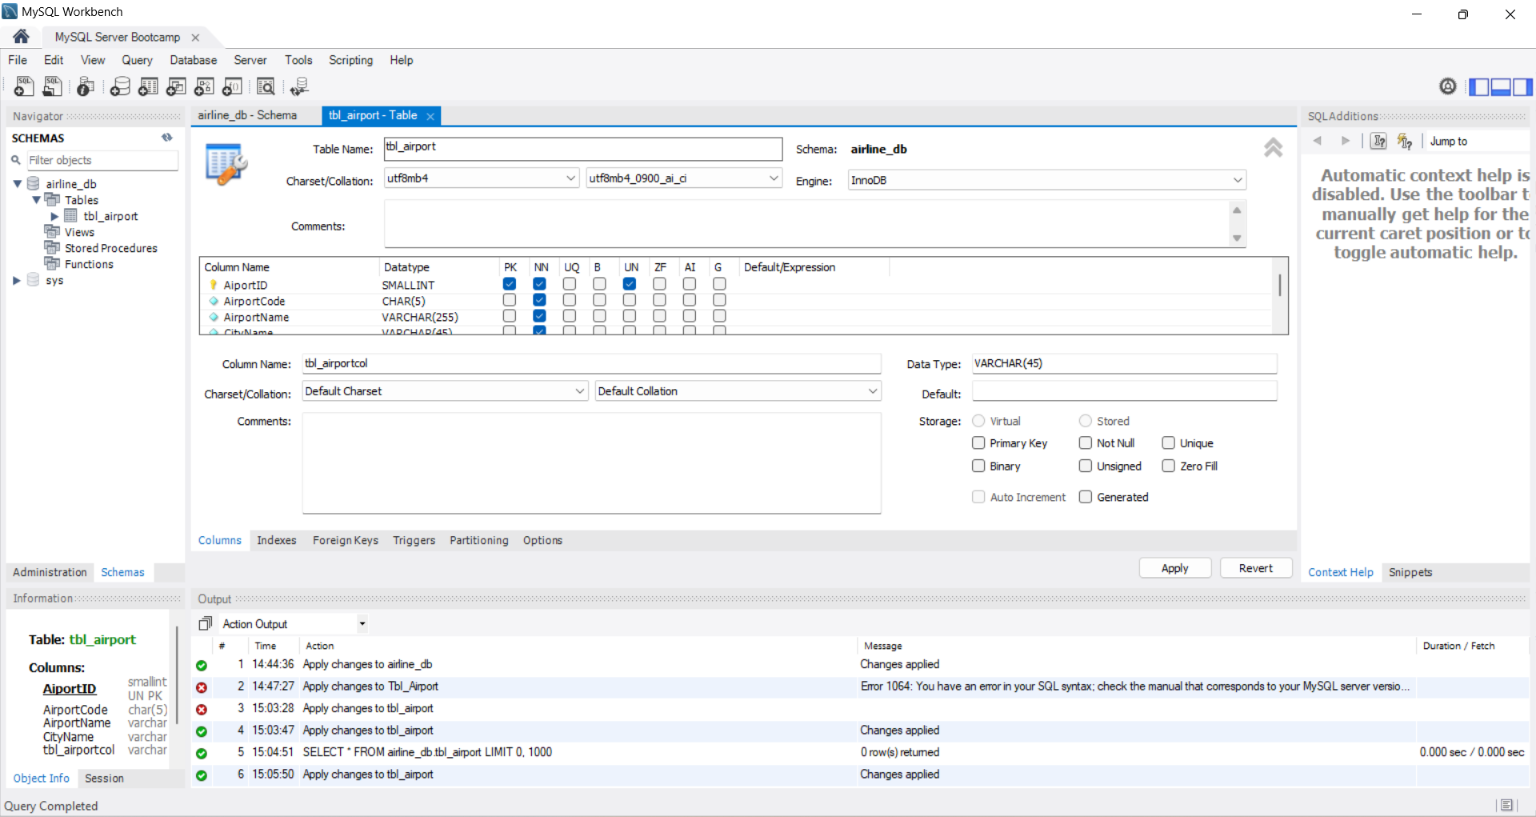 MySQL Workbench
MySQL Server Bootcamp
File Edit View Query Database Server Tools Scripting Help
Navigator
SCHEMAS
Filter objects
airline_db
Tables
tbl_airport
Views
Stored Procedures
Functions
sys
Administration Schemas
Information
Table: tbl_airport
Columns:
AiportID smallint UN PK
AirportCode char(5)
AirportName varchar
CityName varchar
tbl_airportcol varchar
Object Info Session
Query Completed
airline_db - Schema tbl_airport - Table
Table Name: tbl_airport Schema: airline_db
Charset/Collation: utf8mb4 utf8mb4_0900_ai_ci Engine: InnoDB
Comments:
Column Name Datatype PK NN UQ B UN ZF AI G Default/Expression
AiportID SMALLINT
AirportCode CHAR(5)
AirportName VARCHAR(255)
CityName VARCHAR(45)
Column Name: tbl_airportcol Data Type: VARCHAR(45)
Charset/Collation: Default Charset Default Collation Default:
Comments: Storage: Virtual Stored
Primary Key Not Null Unique
Binary Unsigned Zero Fill
Auto Increment Generated
Columns Indexes Foreign Keys Triggers Partitioning Options
Apply Revert
Output
Action Output
# Time Action Message Duration / Fetch
1 14:44:36 Apply changes to airline_db Changes applied
2 14:47:27 Apply changes to Tbl_Airport Error 1064: You have an error in your SQL syntax; check the manual that corresponds to your MySQL server versio...
3 15:03:28 Apply changes to tbl_airport
4 15:03:47 Apply changes to tbl_airport Changes applied
5 15:04:51 SELECT * FROM airline_db.tbl_airport LIMIT 0, 1000 0 row(s) returned 0.000 sec / 0.000 sec
6 15:05:50 Apply changes to tbl_airport Changes applied
SQLAdditions
Jump to
Automatic context help is
disabled. Use the toolbar t
manually get help for the
current caret position or to
toggle automatic help.
Context Help Snippets